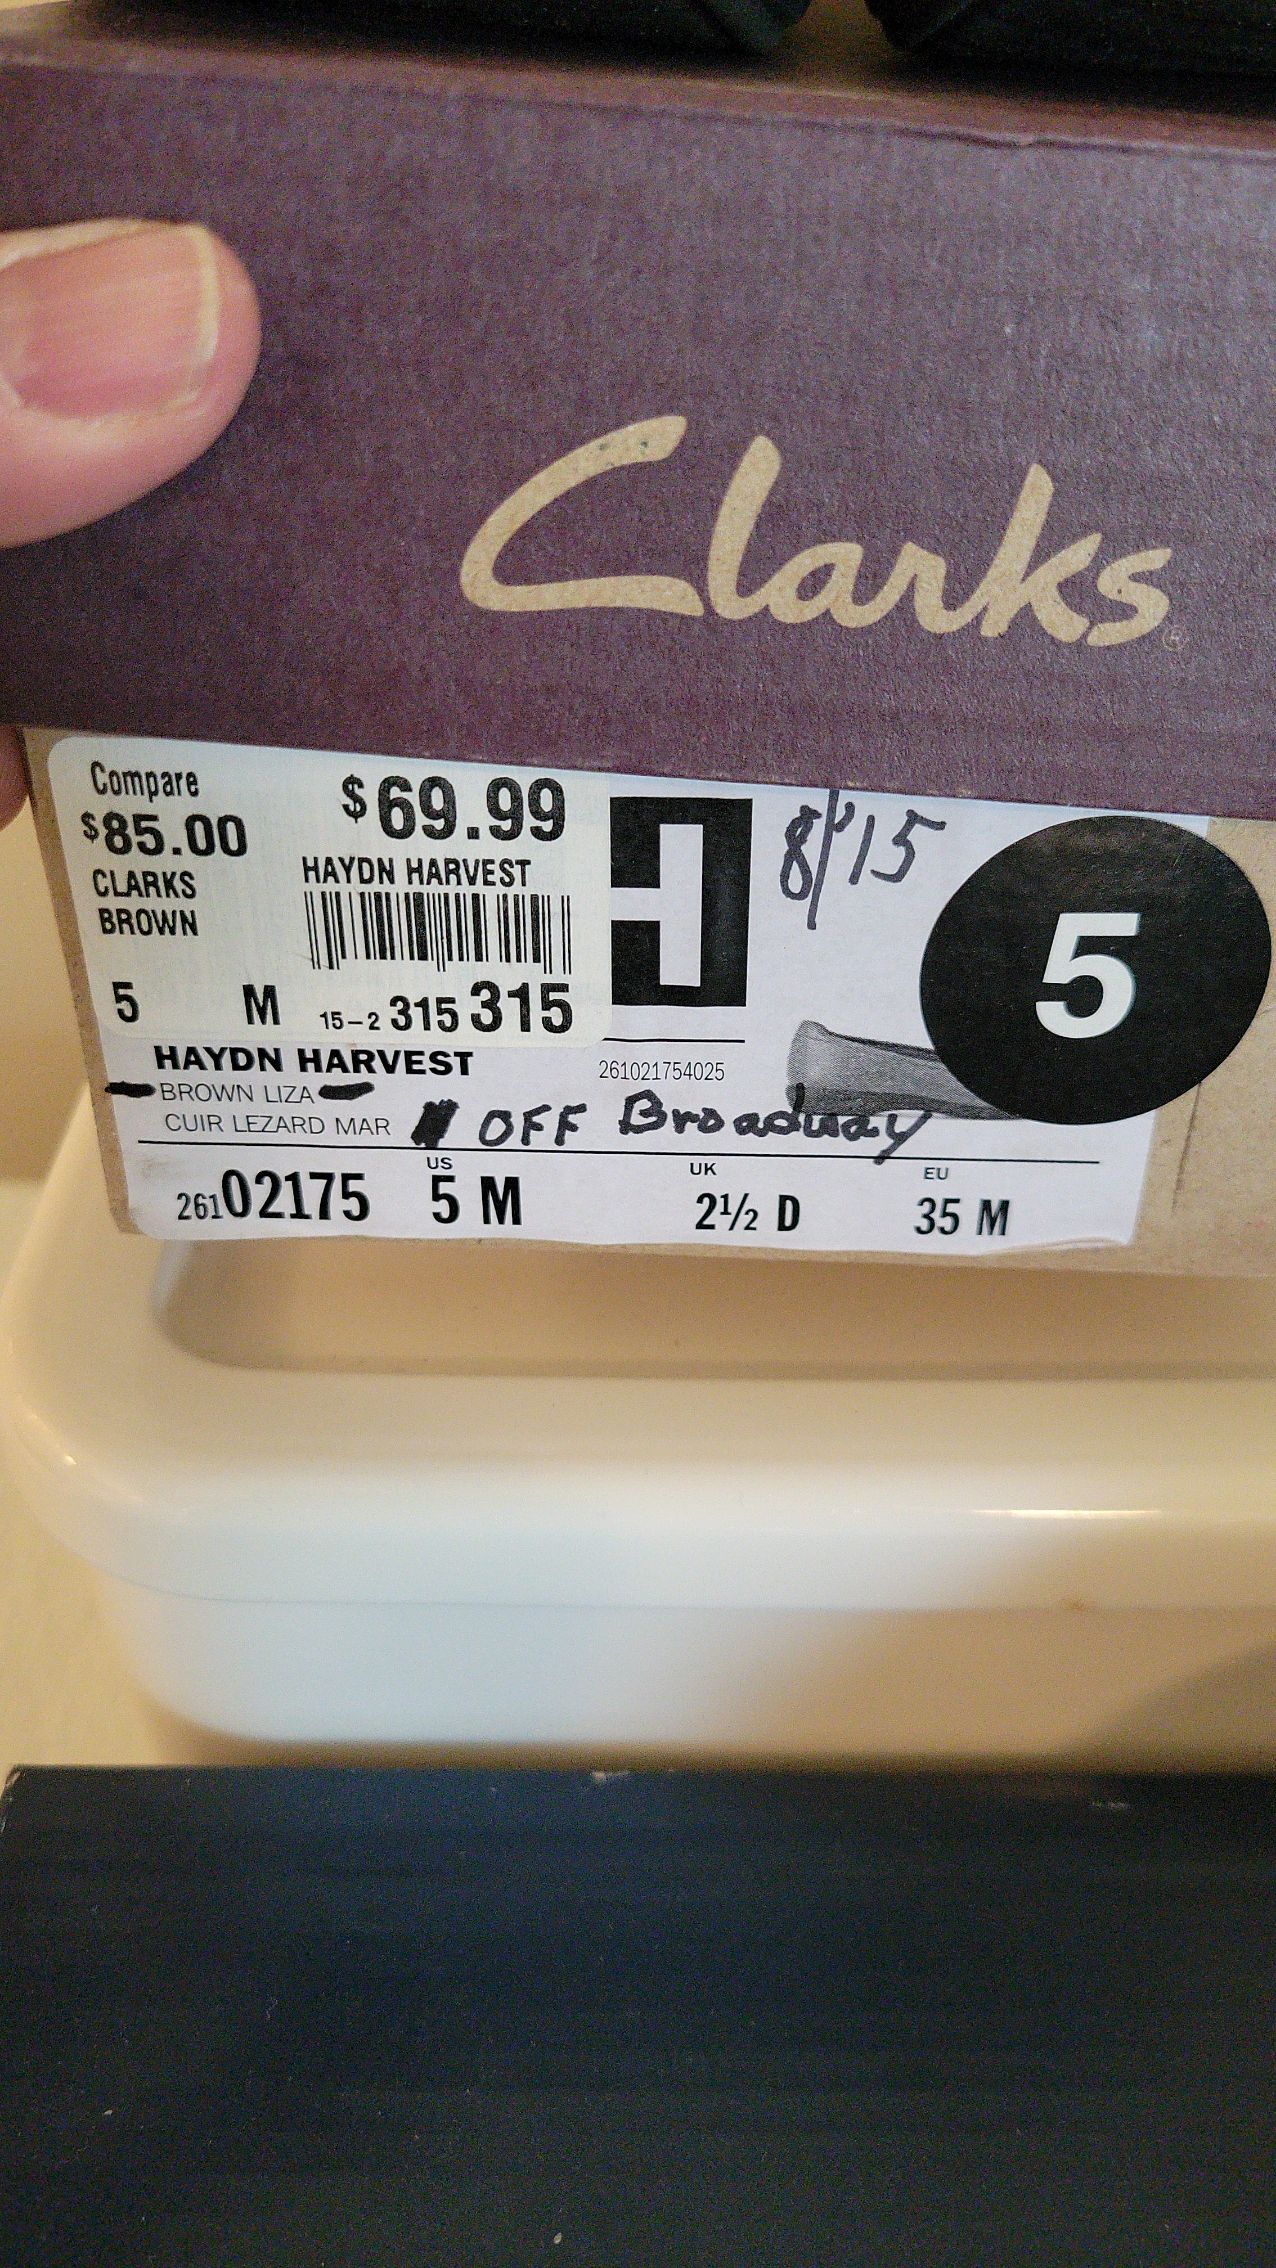 Clarks®
Compare
$85.00
$69.99
CLARKS
BROWN
HAYDN HARVEST
5 M
15-2 315 315
8/15
5
HAYDN HARVEST
261021754025
BROWN LIZA
CUIR LEZARD MAR
OFF Broadway
26102175
US
5 M
UK
2½ D
EU
35 M